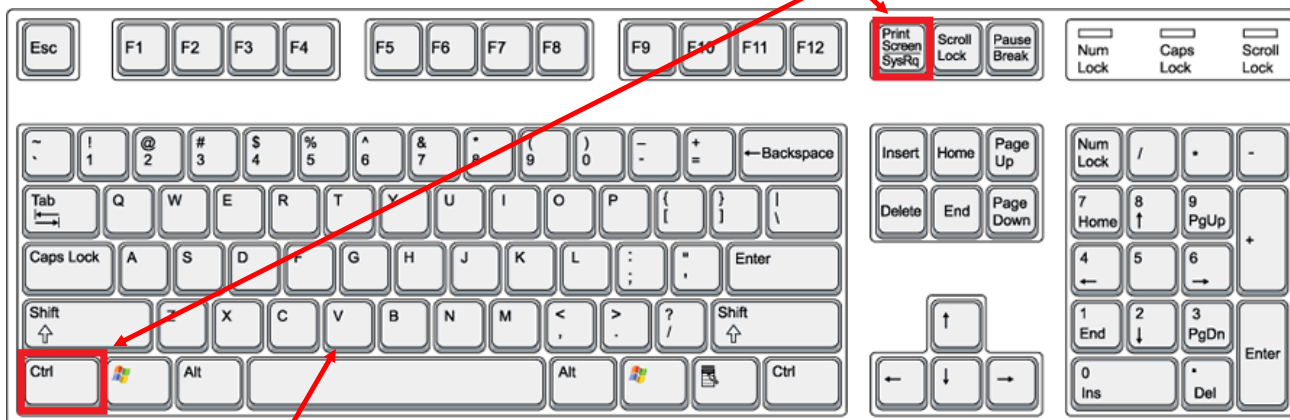 Esc F1 F2 F3 F4 F5 F6 F7 F8 F9 F10 F11 F12 Print Screen SysRq Scroll Lock Pause Break Num Lock Caps Lock Scroll Lock
~ ` ! 1 @ 2 # 3 $ 4 % 5 ^ 6 & 7 * 8 ( 9 ) 0 – - + = ←Backspace Insert Home Page Up Num Lock / * -
Tab Q W E R T Y U I O P { [ } ] | \ Delete End Page Down 7 Home 8 ↑ 9 PgUp +
Caps Lock A S D F G H J K L : ; " ' Enter 4 ← 5 6 →
Shift Z X C V B N M < , > . ? / Shift ↑ 1 End 2 ↓ 3 PgDn Enter
Ctrl Alt Alt Ctrl ← ↓ → 0 Ins . Del